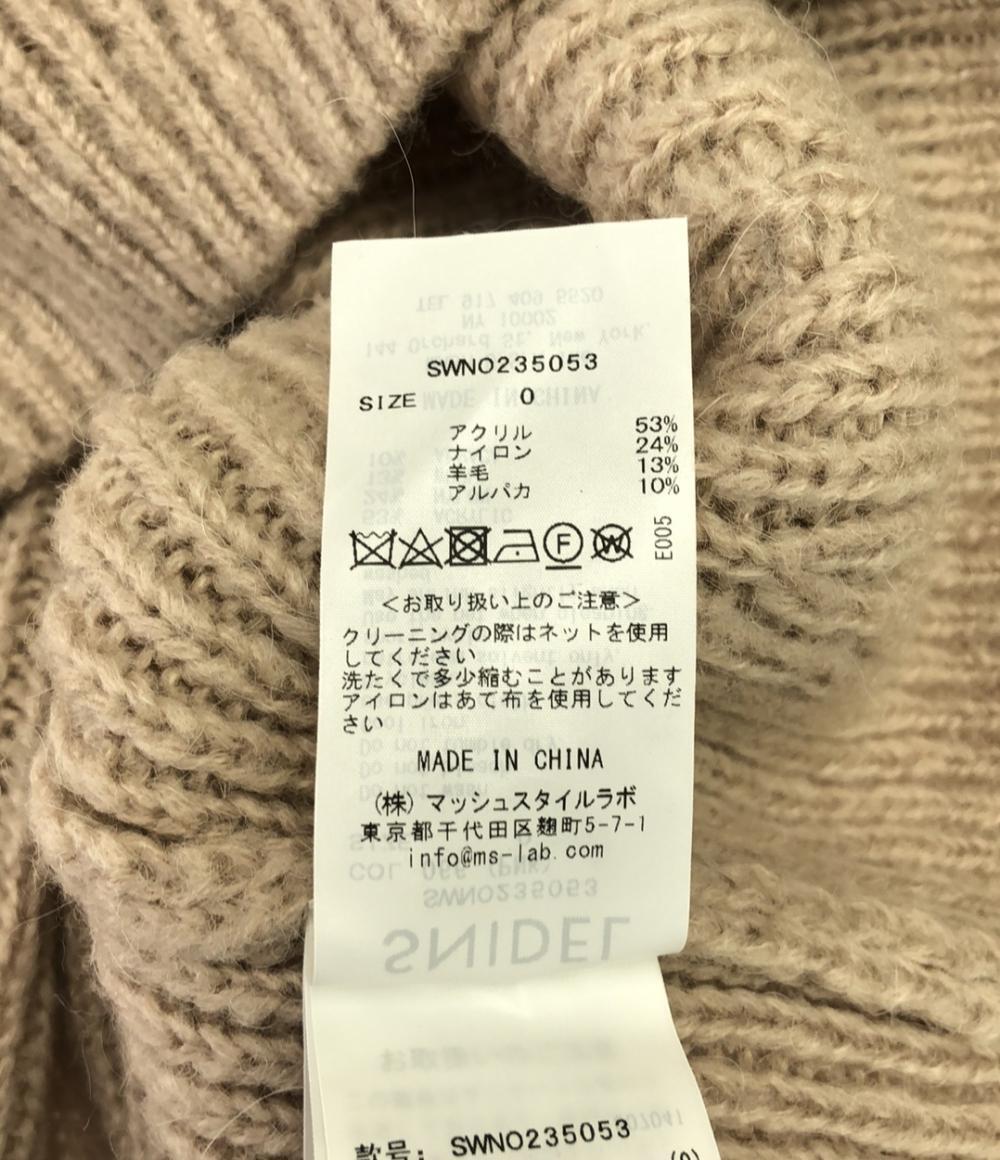 SWNO235053
SIZE 0
アクリル 53%
ナイロン 24%
羊毛 13%
アルパカ 10%
F W E005
<お取り扱い上のご注意>
クリーニングの際はネットを使用
してください
洗たくで多少縮むことがあります
アイロンはあて布を使用してくだ
さい
MADE IN CHINA
(株) マッシュスタイルラボ
東京都千代田区麹町5-7-1
info@ms-lab.com
SNIDEL
款号: SWNO235053